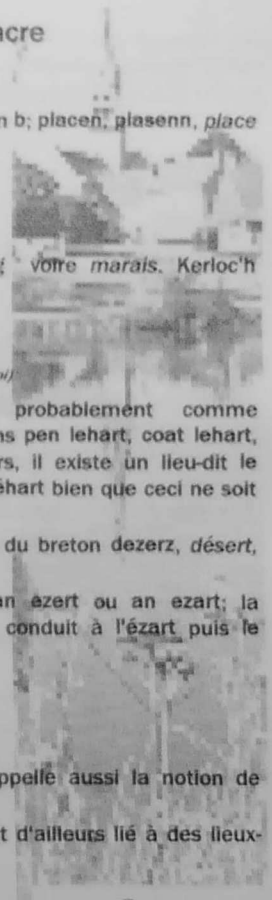 acre
n b; placen, plasenn, place
votre marais. Kerloc'h
probablement comme
ns pen lehart, coat lehart,
rs, il existe un lieu-dit le
éhart bien que ceci ne soit
du breton dezerz, désert,
an ezert ou an ezart; la
conduit à l'ézart puis le
ppelle aussi la notion de
t d'ailleurs lié à des lieux-